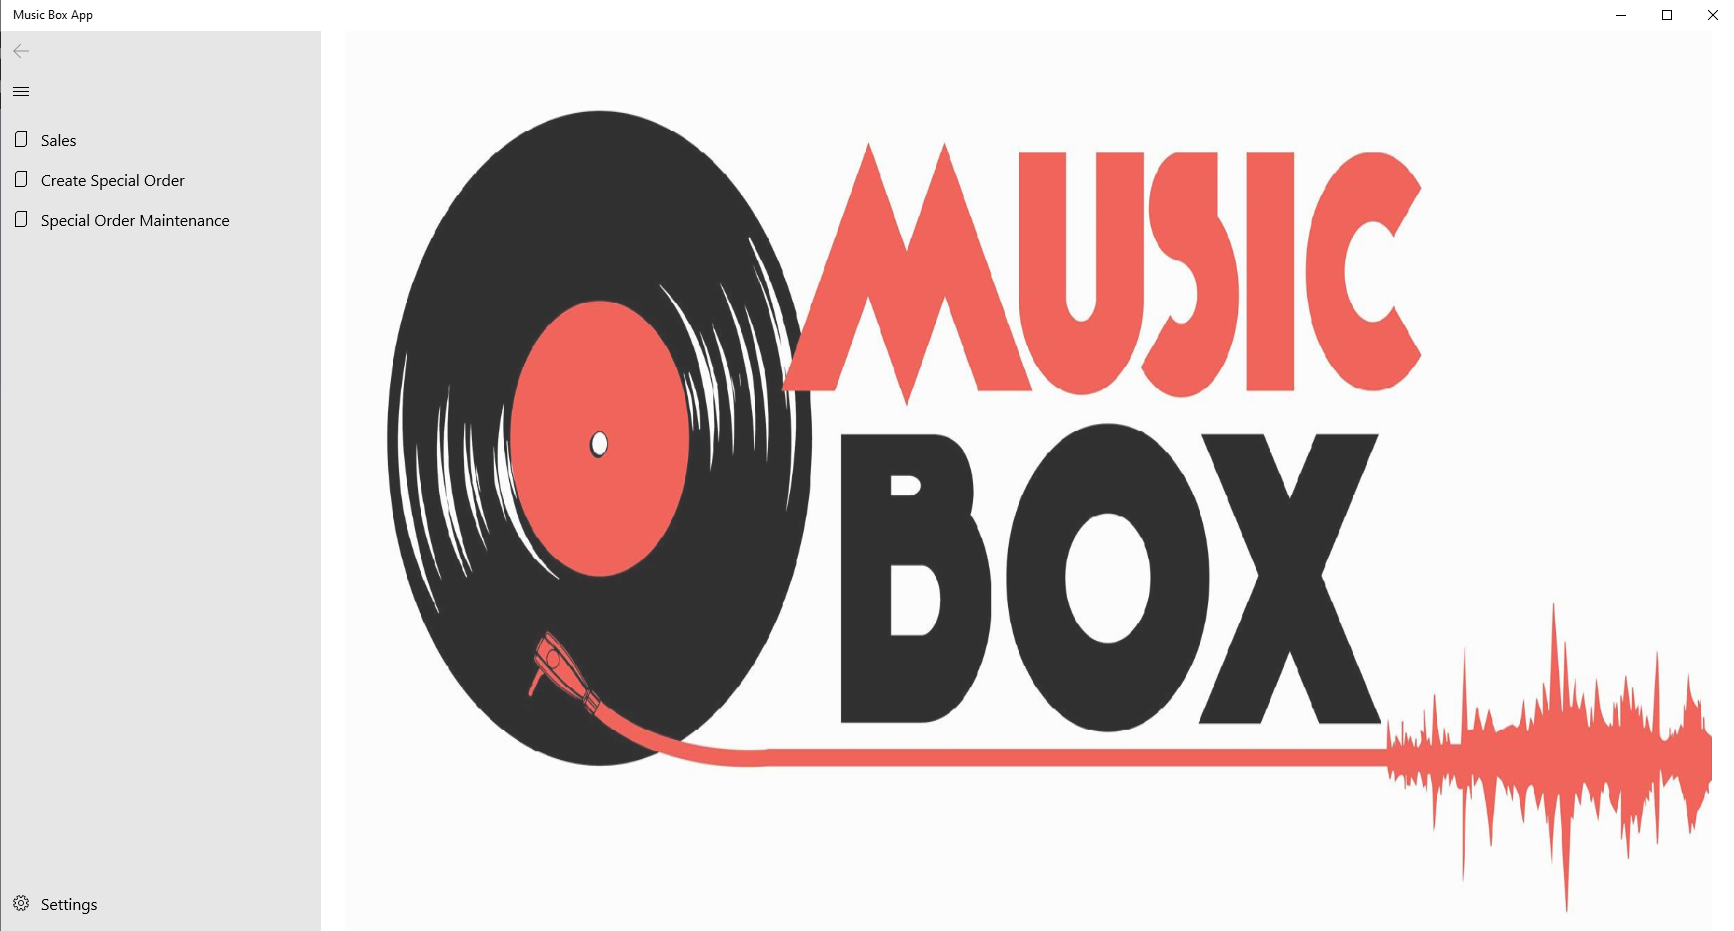 Music Box App
Sales
Create Special Order
Special Order Maintenance
Settings
MUSIC
BOX